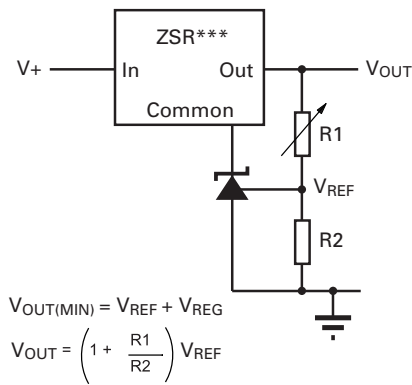 ZSR***
V+
In
Out
VOUT
Common
R1
VREF
R2
VOUT(MIN) = VREF + VREG
VOUT = (1 + R1/R2) VREF